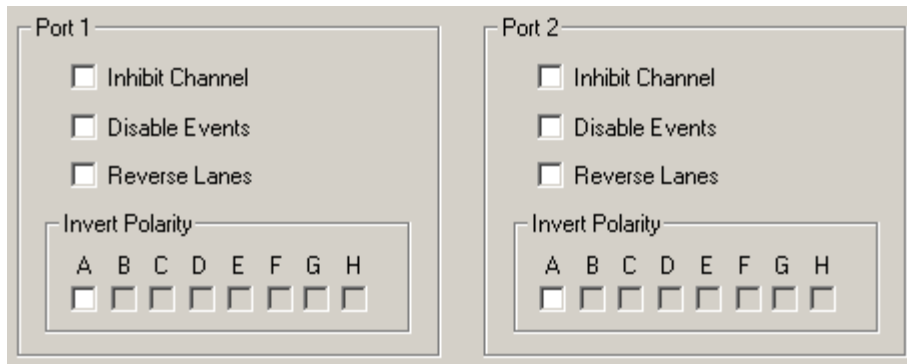 Port 1
Inhibit Channel
Disable Events
Reverse Lanes
Invert Polarity
A B C D E F G H
Port 2
Inhibit Channel
Disable Events
Reverse Lanes
Invert Polarity
A B C D E F G H